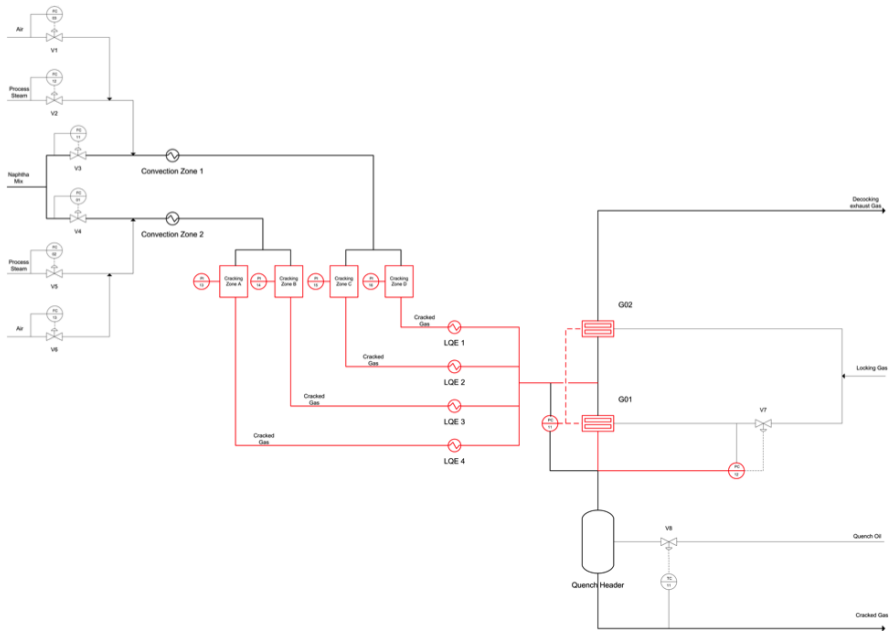 Air
V1
Process
Steam
V2
Naphtha
Mix
V3
Convection Zone 1
V4
Convection Zone 2
Process
Steam
V5
Air
V6
Cracking
Zone A
Cracking
Zone B
Cracking
Zone C
Cracking
Zone D
Cracked
Gas
LQE 1
Cracked
Gas
LQE 2
Cracked
Gas
LQE 3
Cracked
Gas
LQE 4
Decocking
exhaust Gas
G02
Locking Gas
G01
V7
V8
Quench Oil
Quench Header
Cracked Gas